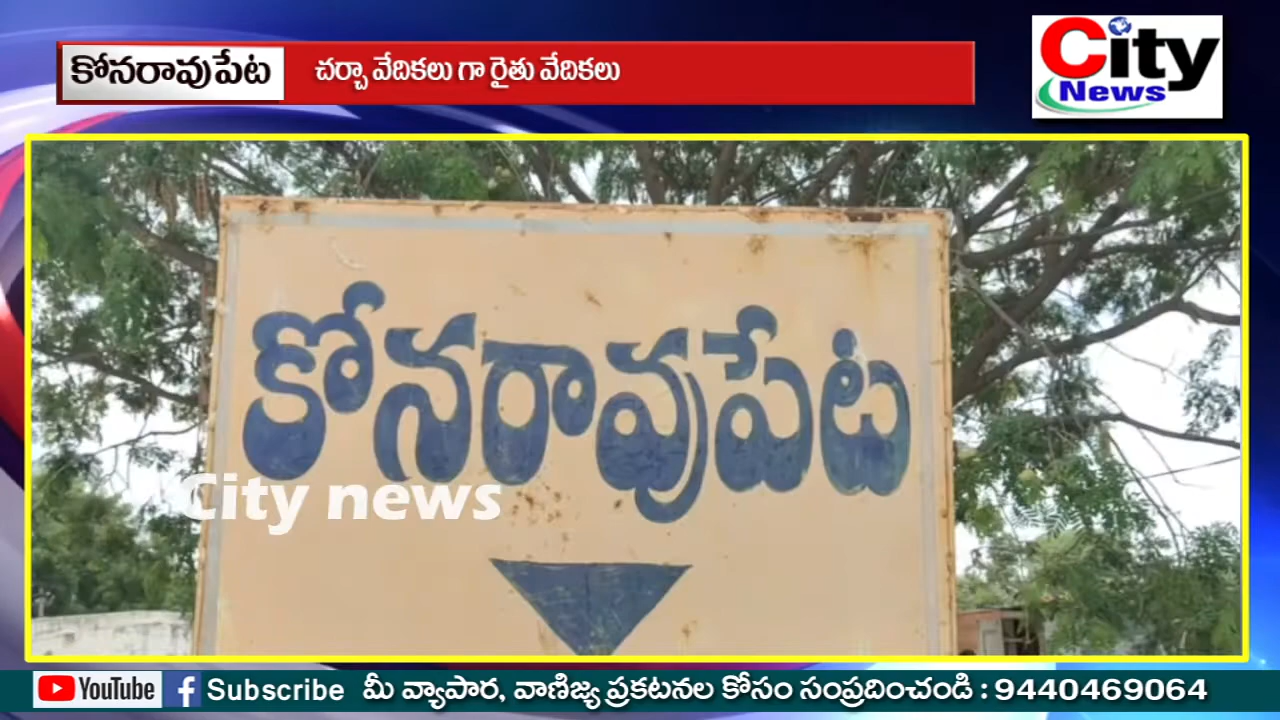 కోనరావుపేట
చర్చా వేదికలు గా రైతు వేదికలు
City
News
కోనరావుపేట
City news
YouTube
f Subscribe మీ వ్యాపార, వాణిజ్య ప్రకటనల కోసం సంప్రదించండి : 9440469064